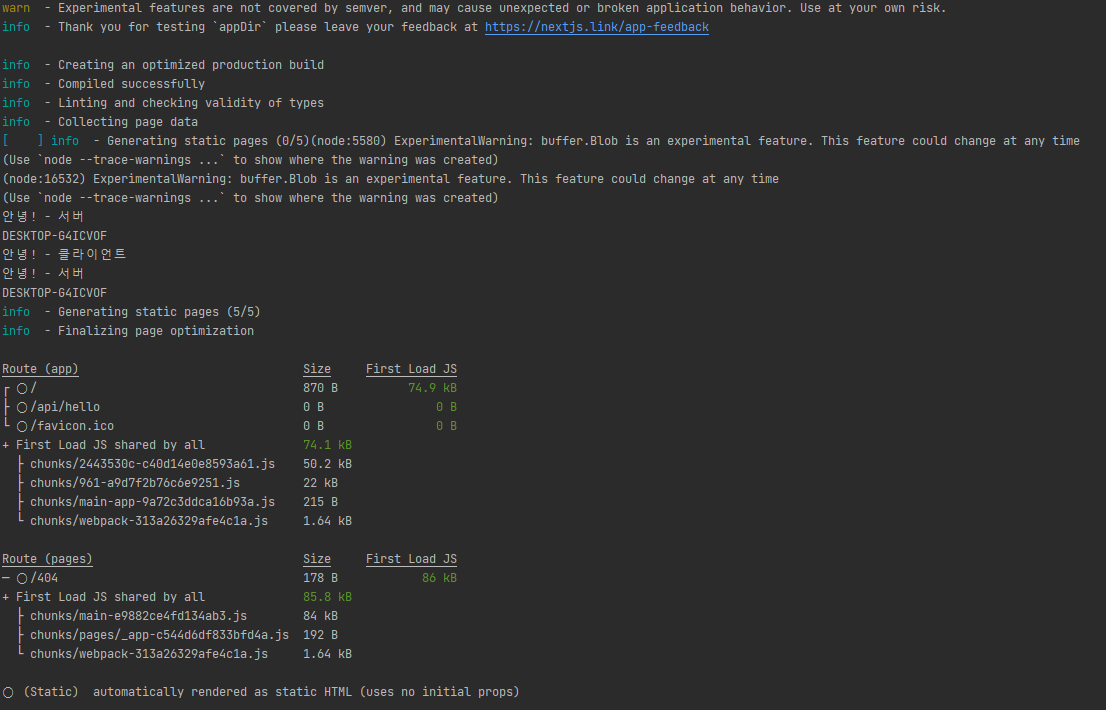 warn  - Experimental features are not covered by semver, and may cause unexpected or broken application behavior. Use at your own risk.
info  - Thank you for testing `appDir` please leave your feedback at https://nextjs.link/app-feedback
info  - Creating an optimized production build
info  - Compiled successfully
info  - Linting and checking validity of types
info  - Collecting page data
[    ] info  - Generating static pages (0/5)(node:5580) ExperimentalWarning: buffer.Blob is an experimental feature. This feature could change at any time
(Use `node --trace-warnings ...` to show where the warning was created)
(node:16532) ExperimentalWarning: buffer.Blob is an experimental feature. This feature could change at any time
(Use `node --trace-warnings ...` to show where the warning was created)
안녕! - 서버
DESKTOP-G4ICVOF
안녕! - 클라이언트
안녕! - 서버
DESKTOP-G4ICVOF
info  - Generating static pages (5/5)
info  - Finalizing page optimization
Route (app)                                Size     First Load JS
┌ ○ /                                      870 B          74.9 kB
├ ○ /api/hello                             0 B                0 B
└ ○ /favicon.ico                           0 B                0 B
+ First Load JS shared by all              74.1 kB
  ├ chunks/2443530c-c40d14e0e8593a61.js    50.2 kB
  ├ chunks/961-a9d7f2b76c6e9251.js         22 kB
  ├ chunks/main-app-9a72c3ddca16b93a.js    215 B
  └ chunks/webpack-313a26329afe4c1a.js     1.64 kB
Route (pages)                              Size     First Load JS
─ ○ /404                                   178 B            86 kB
+ First Load JS shared by all              85.8 kB
  ├ chunks/main-e9882ce4fd134ab3.js        84 kB
  ├ chunks/pages/_app-c544d6df833bfd4a.js  192 B
  └ chunks/webpack-313a26329afe4c1a.js     1.64 kB
○  (Static)  automatically rendered as static HTML (uses no initial props)